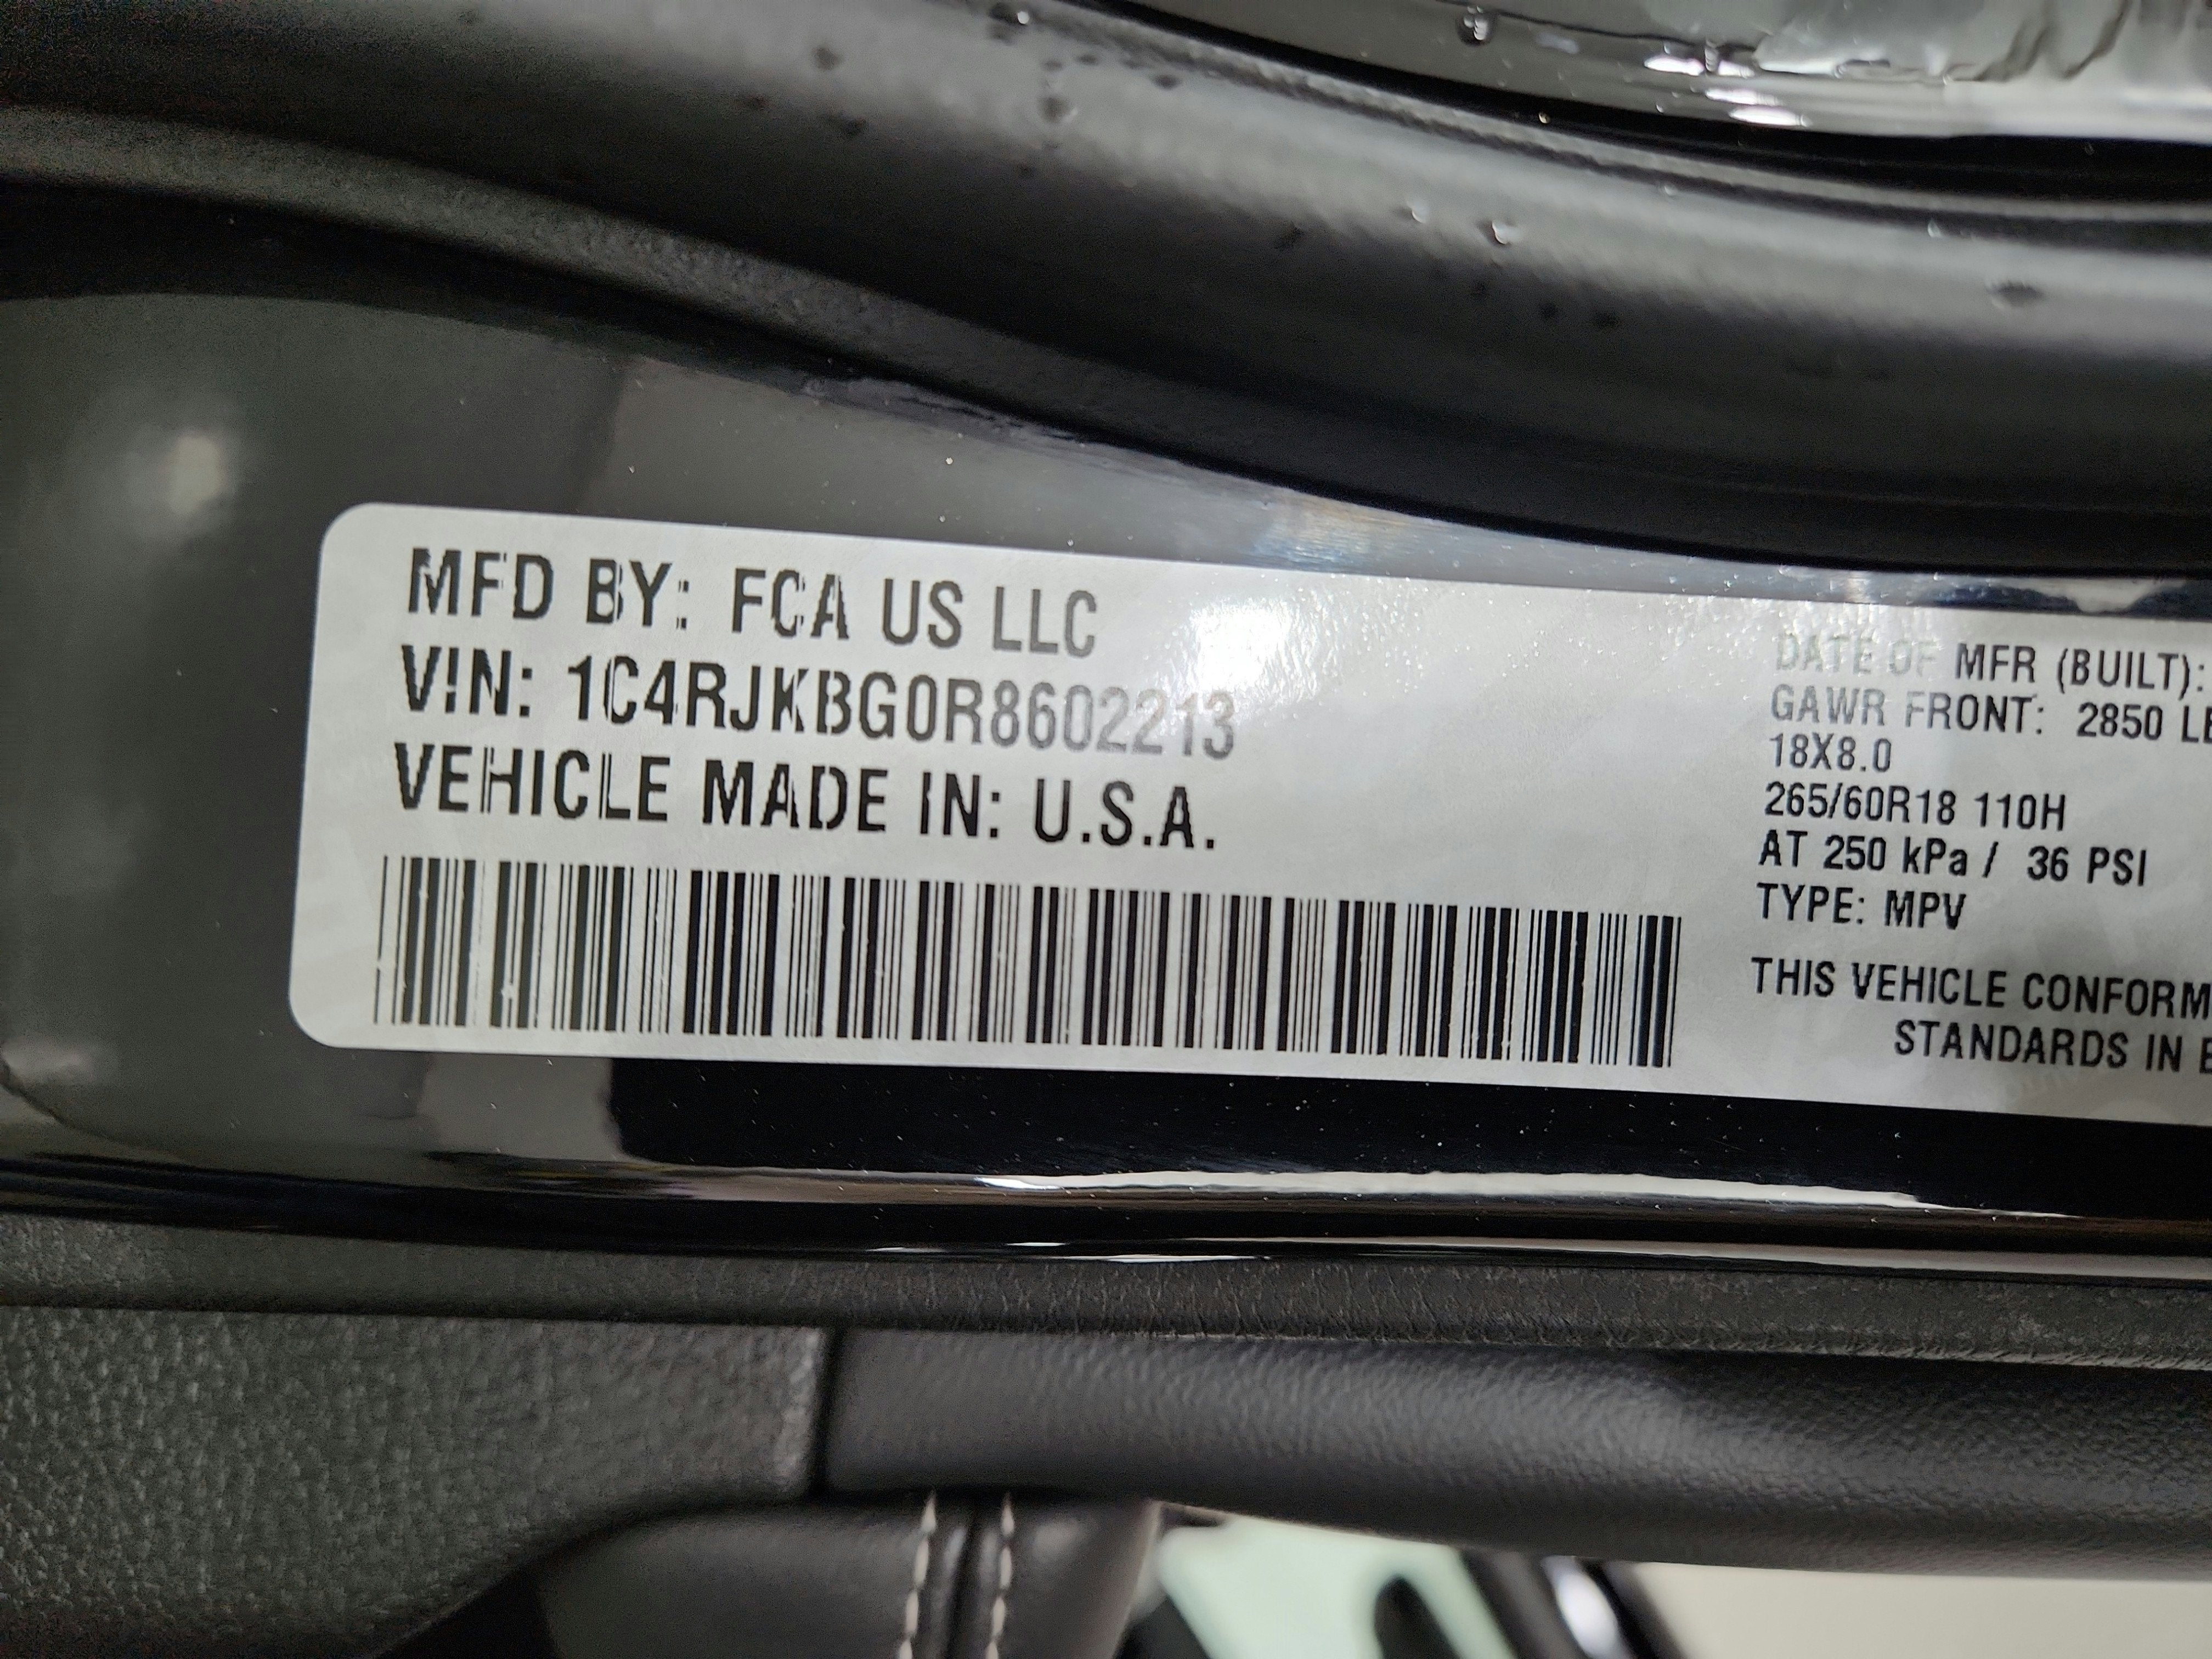 MFD BY: FCA US LLC
VIN: 1C4RJKBG0R8602213
VEHICLE MADE IN: U.S.A.
DATE OF MFR (BUILT):
GAWR FRONT: 2850
18X8.0
265/60R18 110H
AT 250 kPa / 36 PSI
TYPE: MPV
THIS VEHICLE
STANDARDS IN